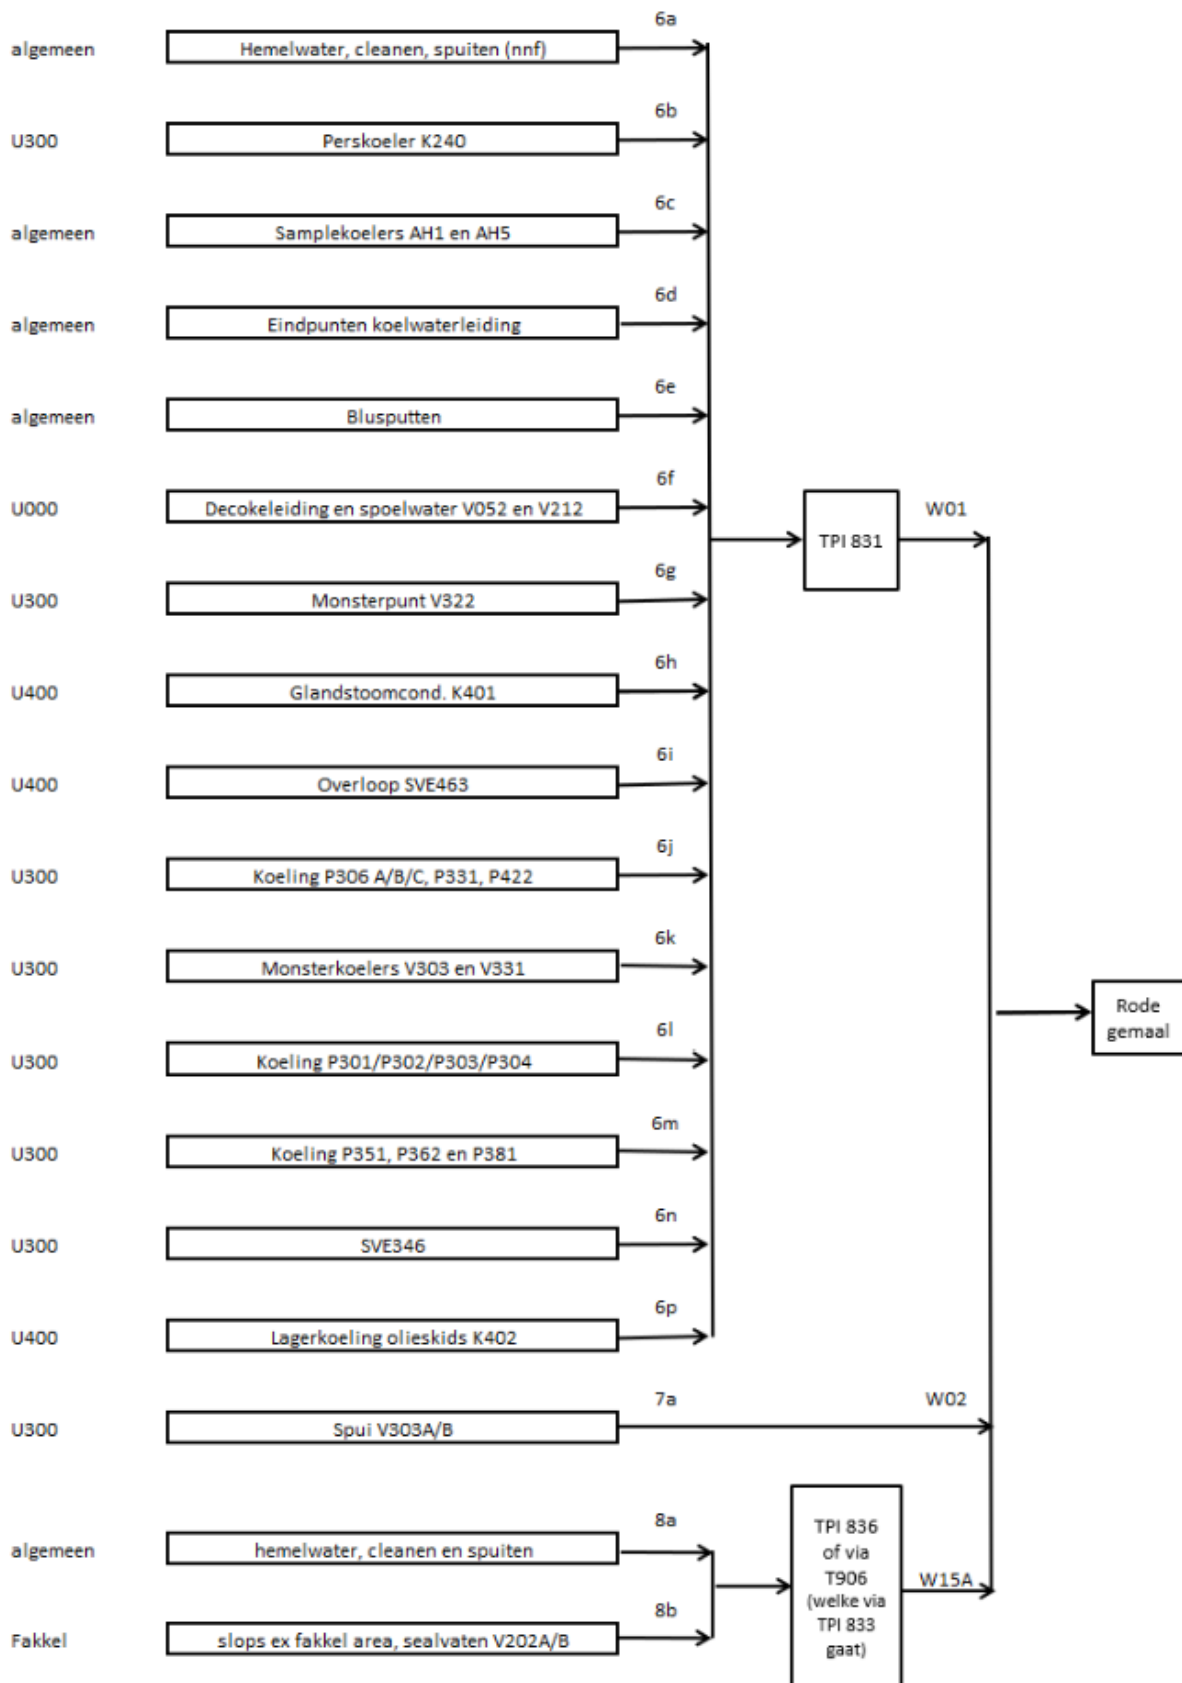 6a
algemeen Hemelwater, cleanen, spuiten (nnf)
6b
U300 Perskoeler K240
6c
algemeen Samplekoelers AH1 en AH5
6d
algemeen Eindpunten koelwaterleiding
6e
algemeen Blusputten
6f
U000 Decokeleiding en spoelwater V052 en V212
W01
TPI 831
6g
U300 Monsterpunt V322
6h
U400 Glandstoomcond. K401
6i
U400 Overloop SVE463
6j
U300 Koeling P306 A/B/C, P331, P422
6k
U300 Monsterkoelers V303 en V331
Rode
gemaal
6l
U300 Koeling P301/P302/P303/P304
6m
U300 Koeling P351, P362 en P381
6n
U300 SVE346
6p
U400 Lagerkoeling olieskids K402
7a W02
U300 Spui V303A/B
8a
algemeen hemelwater, cleanen en spuiten
TPI 836
of via
T906
(welke via
TPI 833
gaat)
W15A
8b
Fakkel slops ex fakkel area, sealvaten V202A/B